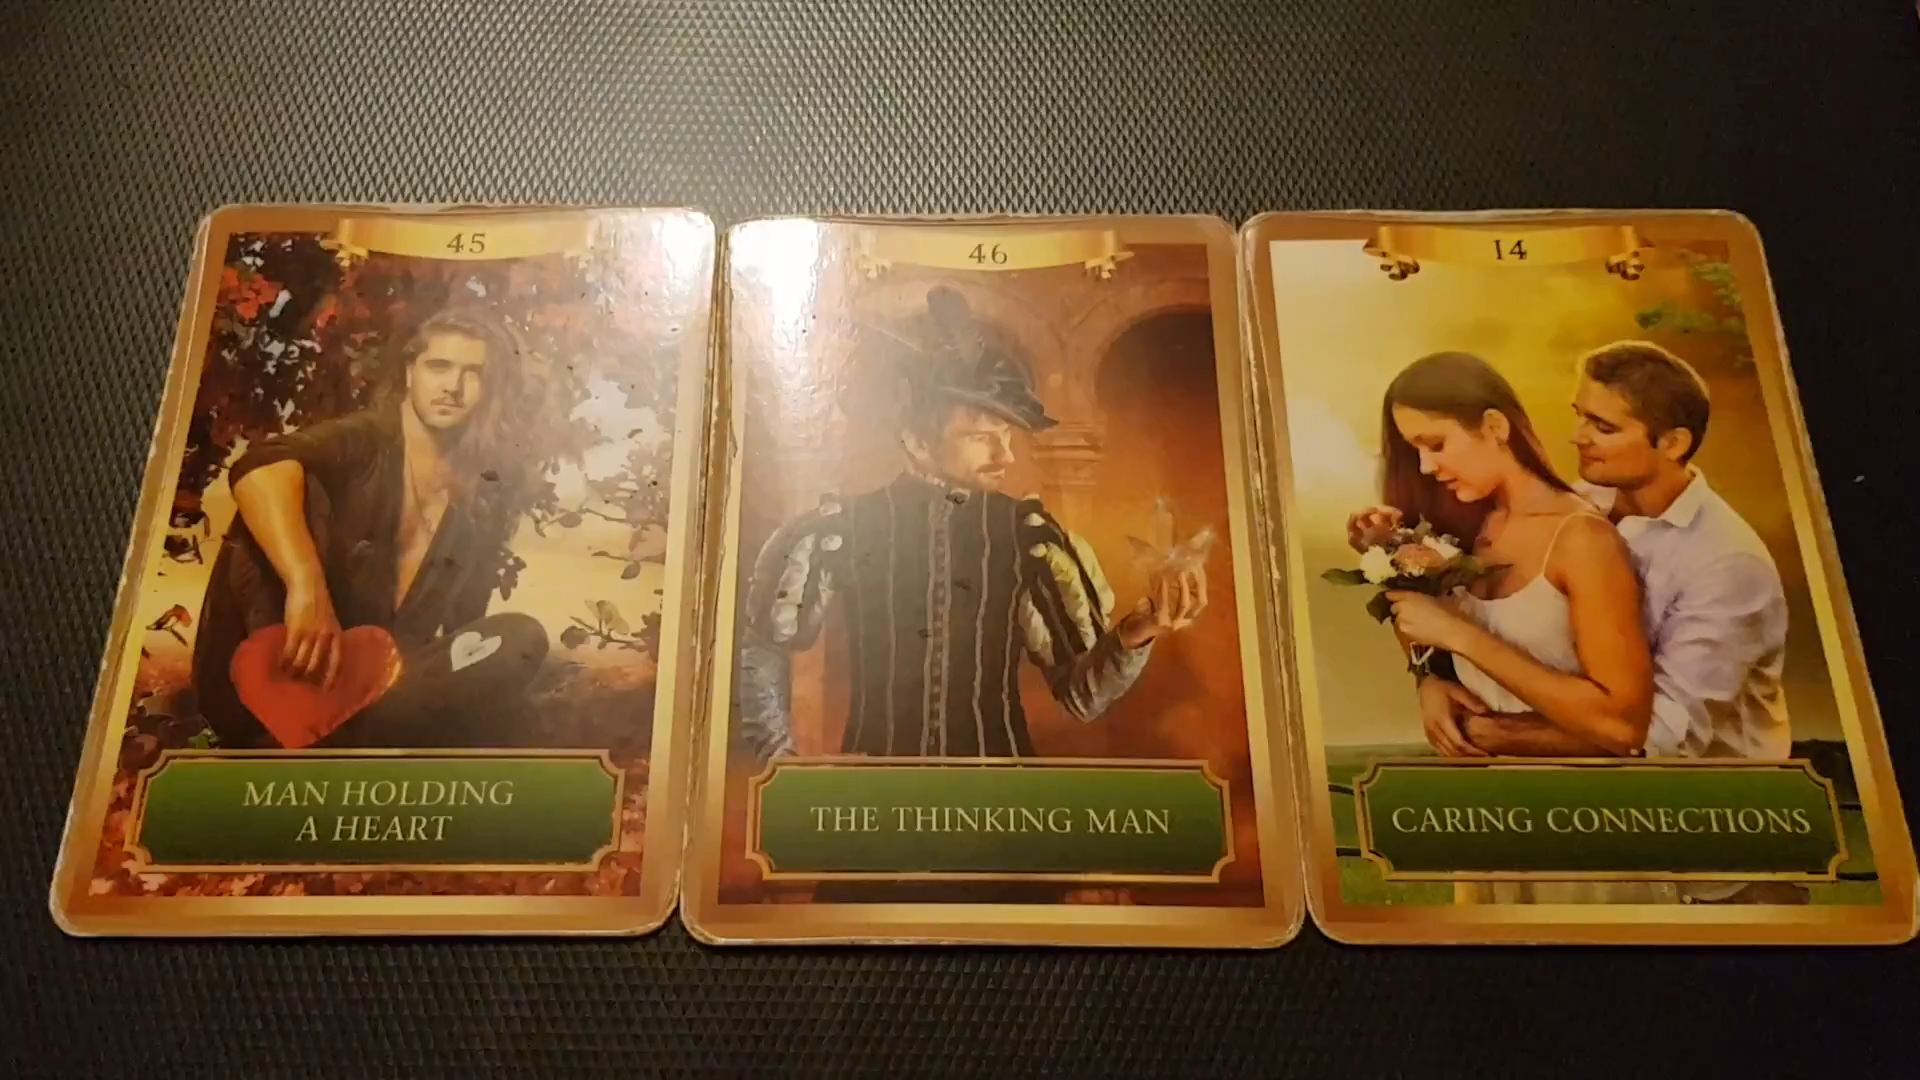 45
MAN HOLDING
A HEART
46
THE THINKING MAN
14
CARING CONNECTIONS